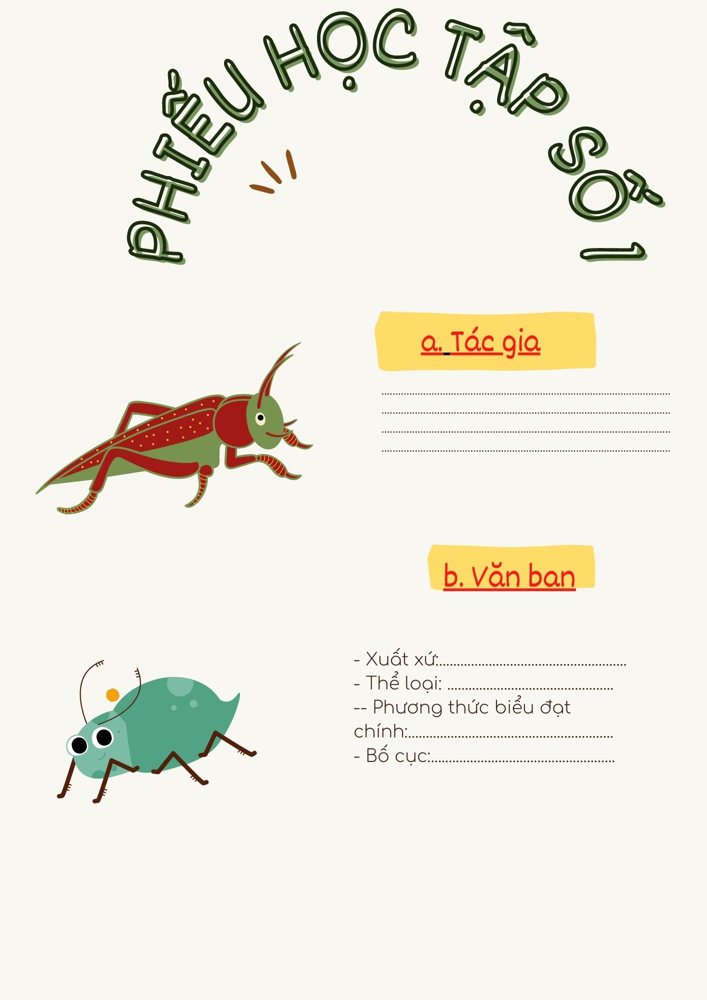 PHIẾU HỌC TẬP SỐ 1
a. Tác gia
................................................................................
................................................................................
................................................................................
................................................................................
b. Văn ban
- Xuất xứ:....................................................
- Thể loại: ..............................................
-- Phương thức biểu đạt
chính:.........................................................
- Bố cục:...................................................